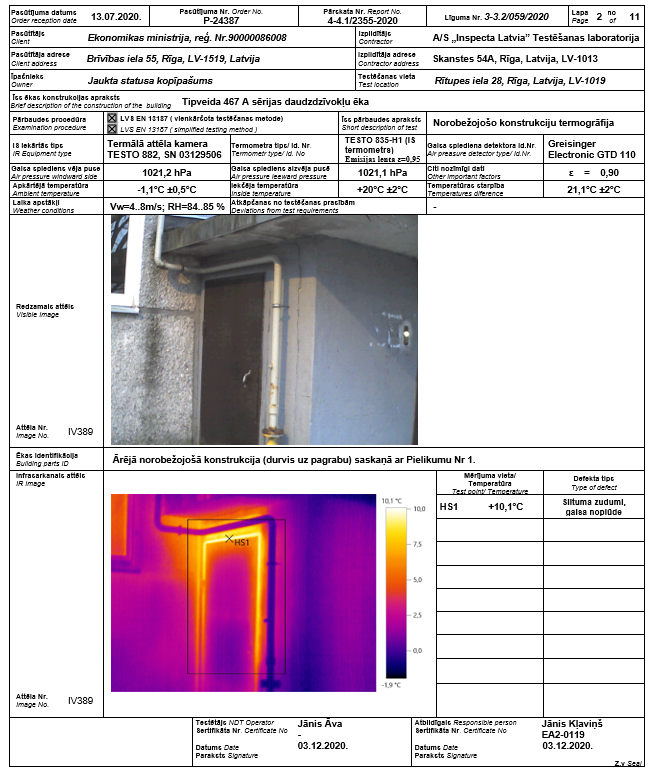 Pasūtījuma datums 13.07.2020. Pasūtījuma Nr. Order No. Pārskata Nr. Report No. Līguma Nr. 3-3.2/059/2020 Lapa 2 no 11
Order reception date P-24387 4-4.1/2355-2020 Page of
Pasūtītājs Ekonomikas ministrija, reģ. Nr.90000086008 Izpildītājs A/S „Inspecta Latvia” Testēšanas laboratorija
Client Contractor
Pasūtītāja adrese Brīvības iela 55, Rīga, LV-1519, Latvija Izpildītāja adrese Skanstes 54A, Rīga, Latvija, LV-1013
Client address Contractor address
Īpašnieks Jaukta statusa kopīpašums Testēšanas vieta Rītupes iela 28, Rīga, Latvija, LV-1019
Owner Test location
Īss ēkas konstrukcijas apraksts Tipveida 467 A sērijas daudzdzīvokļu ēka
Brief description of the construction of the building
Pārbaudes procedūra LVS EN 13187 ( vienkāršota testēšanas metode) Īss pārbaudes apraksts Norobežojošo konstrukciju termogrāfija
Examination procedure LVS EN 13187 ( simplified testing method ) Short description of test
IS iekārtas tips Termālā attēla kamera Termometra tips/ Id. Nr TESTO 835-H1 (IS termometrs) Gaisa spiediena detektora Id.Nr. Greisinger
IR Equipment type TESTO 882, SN 03129506 Termometr type/ Id. No Emisijas lenta ε=0,95 Air preasure detector type/ Id.Nr. Electronic GTD 110
Gaisa spiediens vēja puse 1021,2 hPa Gaisa spiediens aizvēja pusē 1021,1 hPa Citi nozīmīgi dati ε = 0,90
Air pressure windward side Air pressure leeward pressure Other important factors
Apkārtējā temperatūra -1,1°C ±0,5°C Iekšēja temperatūra +20°C ±2°C Temperatūras starpība 21,1°C ±2°C
Ambient temperature Inside temperature Temperatures diference
Laika apstākļi Vw=4..8m/s; RH=84..85 % Atkāpšanas no testēšanas prasībām -
Weather conditions Deviations from test requirements
Redzamais attēls
Visible Image
Attēla Nr. IV389
Image No.
Ēkas identifikācija Ārējā norobežojošā konstrukcija (durvis uz pagrabu) saskaņā ar Pielikumu Nr 1.
Building parts ID
Infrasarkanais attēls Mērījuma vieta/ Temperatūra Defekta tips
IR Image Test point/ Temperature Type of defect
HS1 +10,1°C Siltuma zudumi, gaisa noplūde
10,1 °C
10,0
HS1
7,5
5,0
2,5
0,0
-1,9 °C
Attēla Nr. IV389
Image No.
Testētājs NDT Operator Jānis Āva Atbildīgais Responsible person Jānis Kļaviņš
Sertifikāta Nr. Certificate No - Sertifikāta Nr. Certificate No EA2-0119
Datums Date 03.12.2020. Datums Date 03.12.2020.
Paraksts Signature Paraksts Signature
Z.v Seal